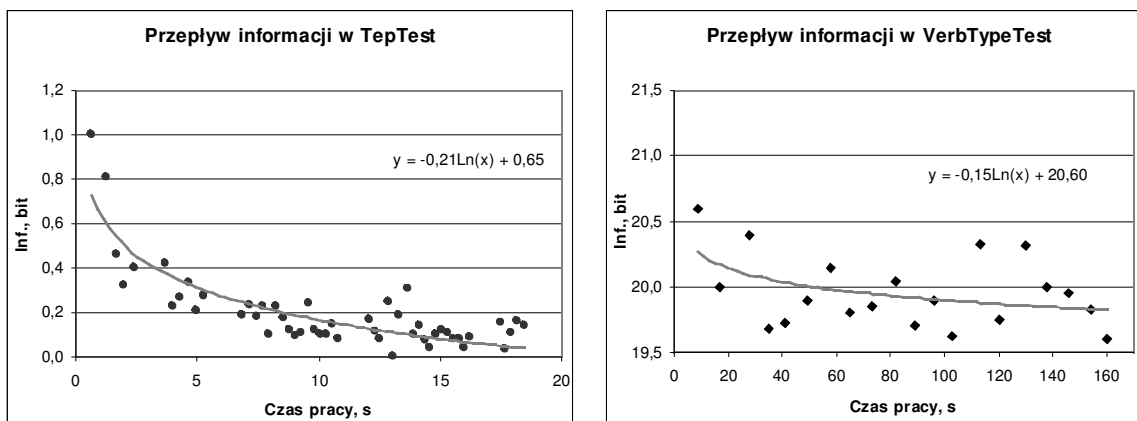 Przepływ informacji w TepTest
1,2
1,0
0,8
0,6
0,4
0,2
0,0
Inf., bit
y = -0,21Ln(x) + 0,65
0 5 10 15 20
Czas pracy, s
Przepływ informacji w VerbTypeTest
21,5
21,0
20,5
20,0
19,5
Inf., bit
y = -0,15Ln(x) + 20,60
0 20 40 60 80 100 120 140 160
Czas pracy, s